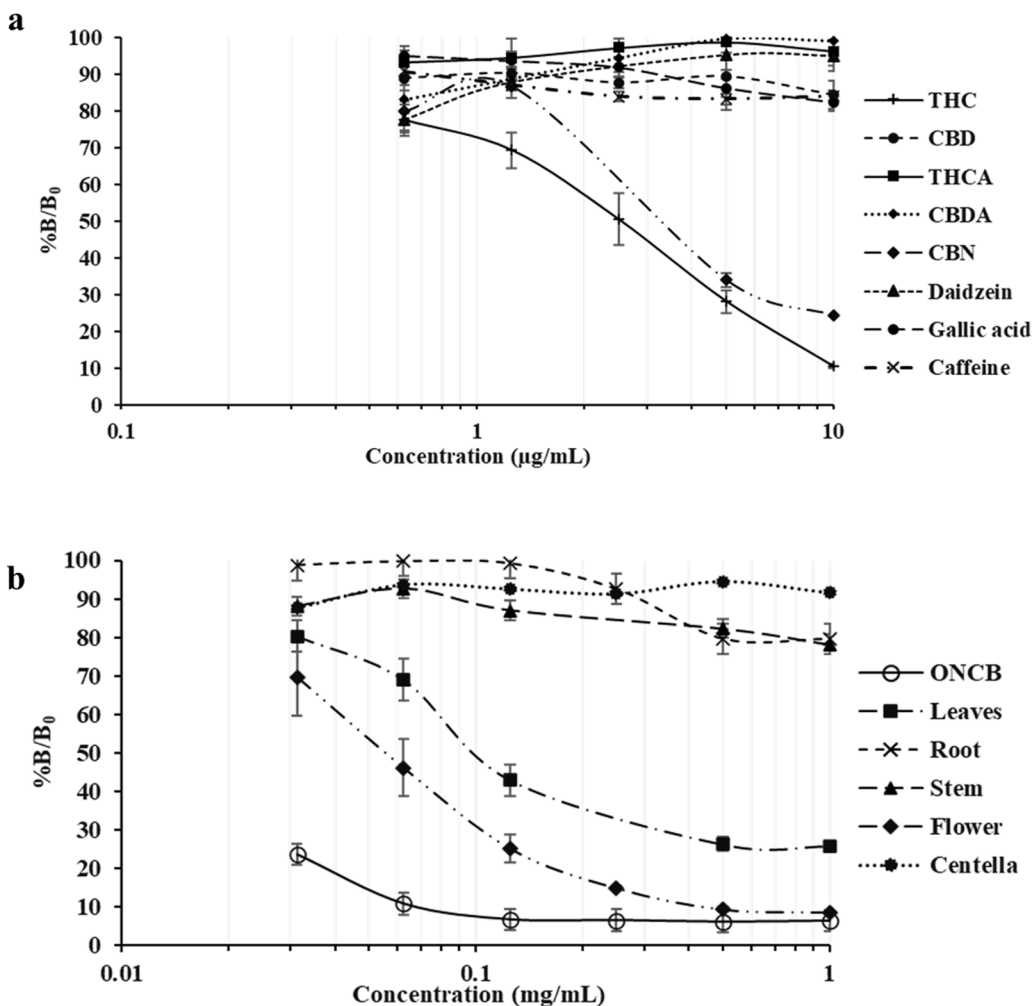 a
100
90
80
70
60
50
40
30
20
10
0
%B/B₀
0.1
1
10
Concentration (µg/mL)
THC
CBD
THCA
CBDA
CBN
Daidzein
Gallic acid
Caffeine
b
100
90
80
70
60
50
40
30
20
10
0
%B/B₀
0.01
0.1
1
Concentration (mg/mL)
ONCB
Leaves
Root
Stem
Flower
Centella